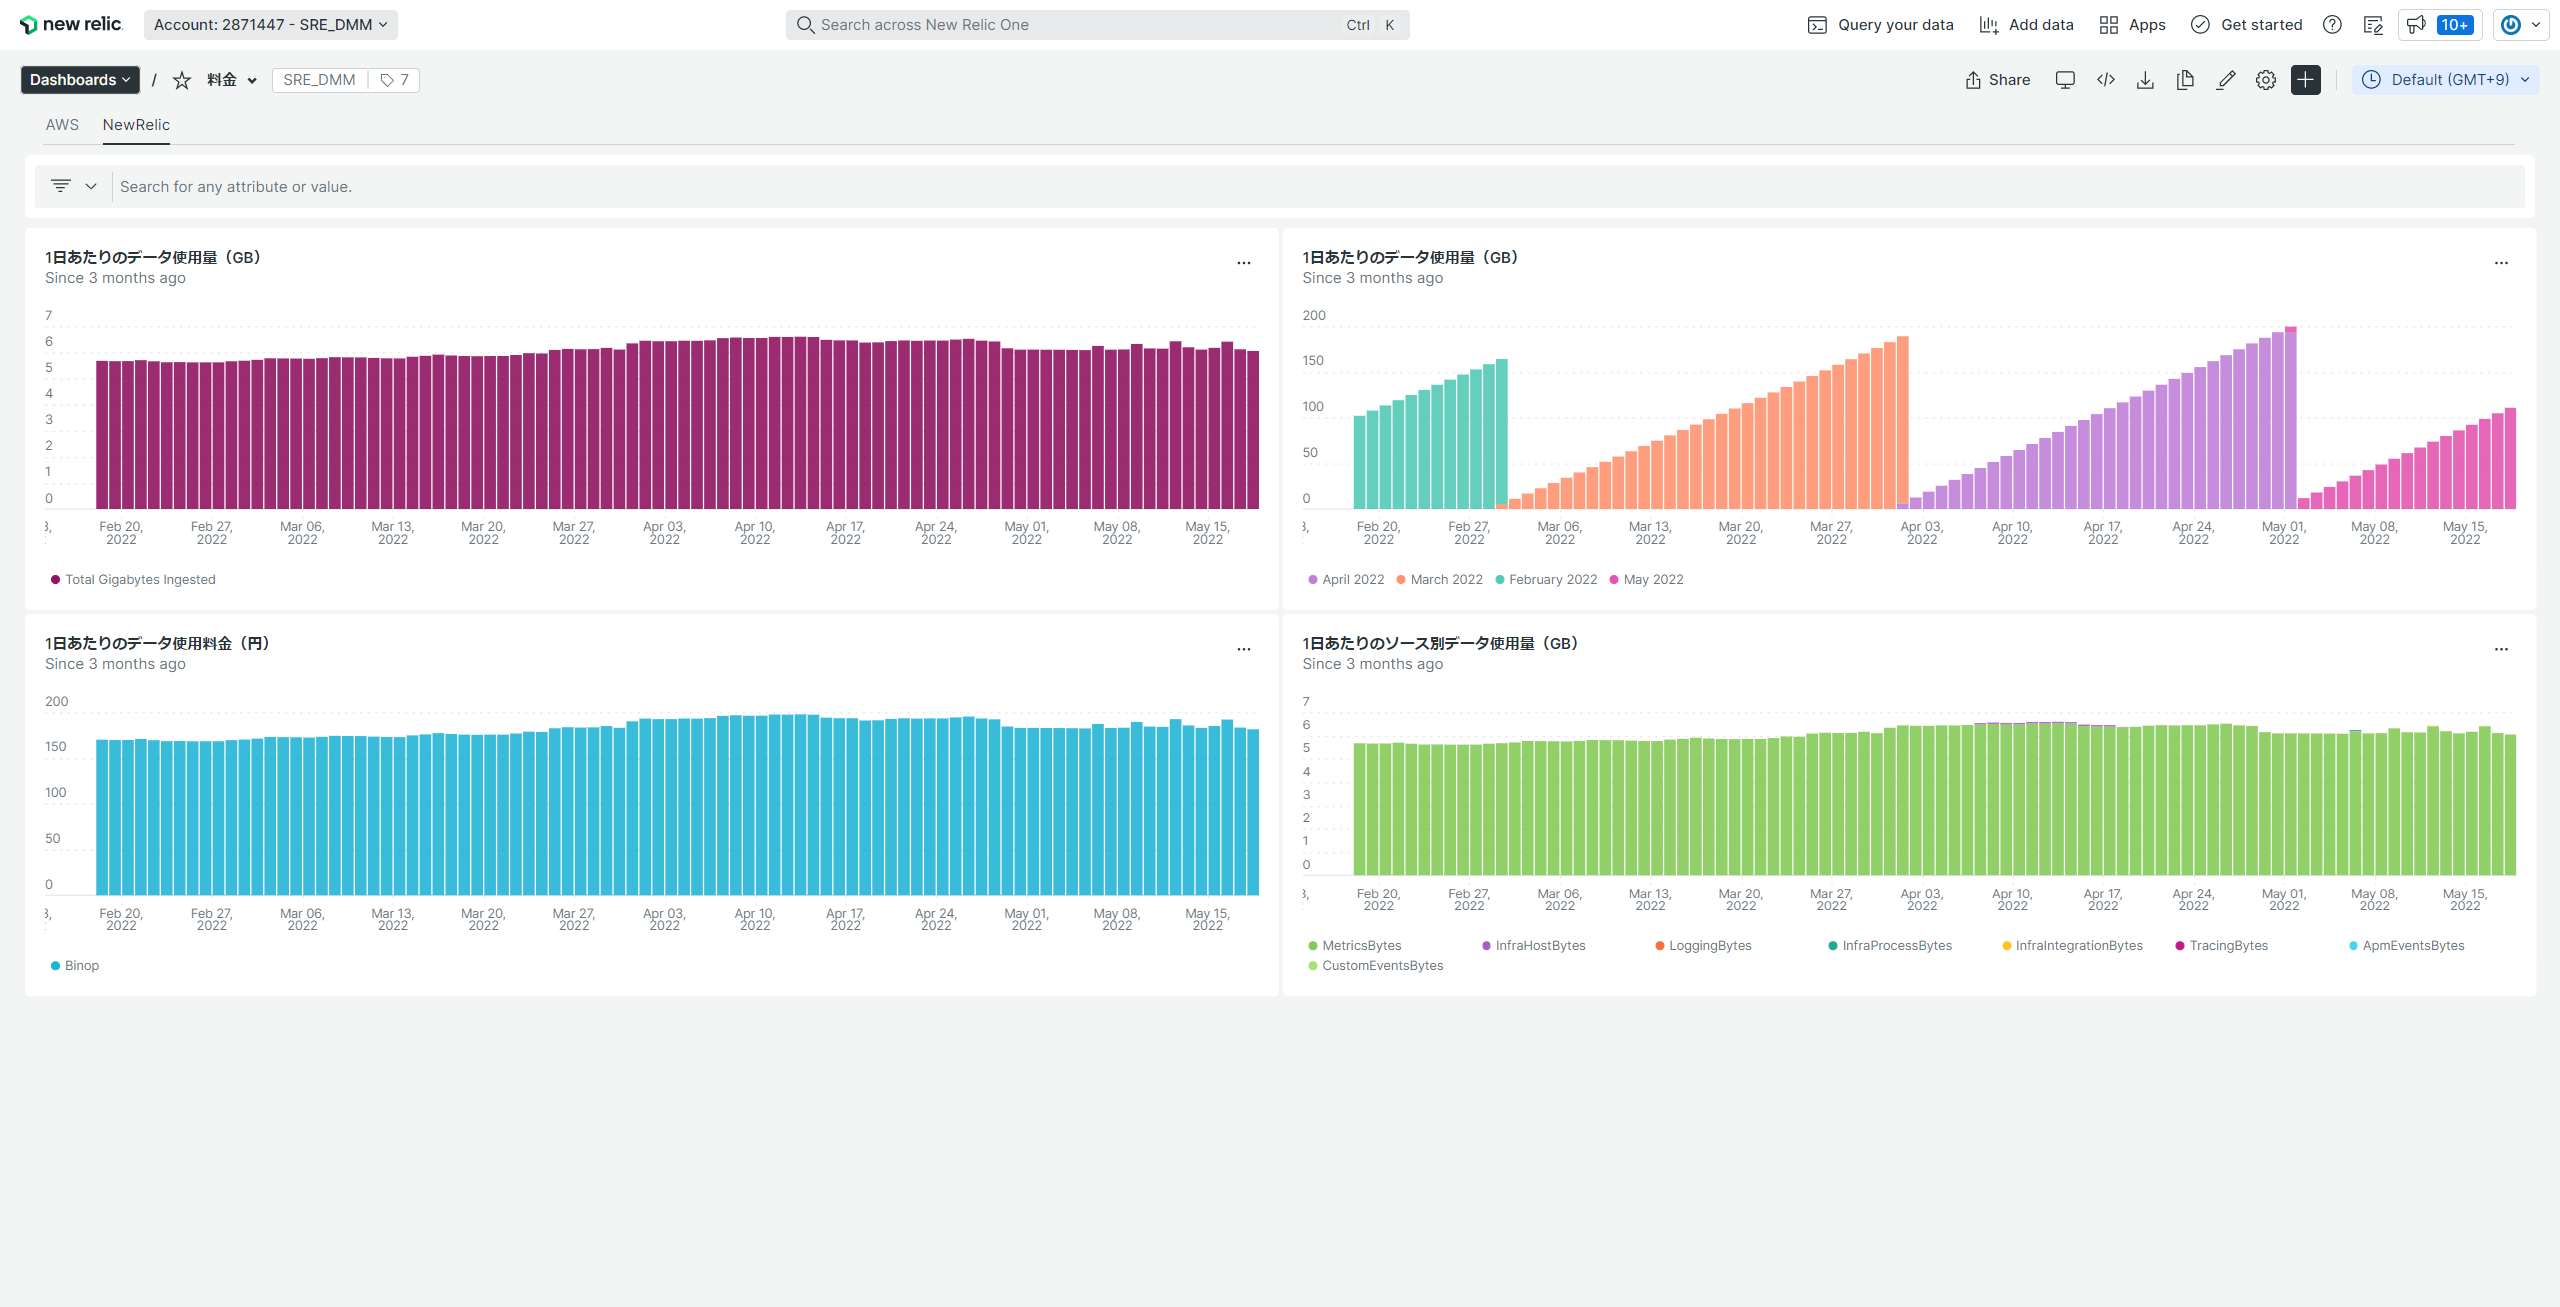 new relic.
Account: 2871447 - SRE_DMM
Search across New Relic One
Ctrl K
Query your data
Add data
Apps
Get started
10+
Dashboards / 料金
SRE_DMM 7
Share
Default (GMT+9)
AWS NewRelic
Search for any attribute or value.
1日あたりのデータ使用量（GB）
Since 3 months ago
7
6
5
4
3
2
1
0
3, Feb 20, Feb 27, Mar 06, Mar 13, Mar 20, Mar 27, Apr 03, Apr 10, Apr 17, Apr 24, May 01, May 08, May 15,
2022 2022 2022 2022 2022 2022 2022 2022 2022 2022 2022 2022 2022
Total Gigabytes Ingested
1日あたりのデータ使用量（GB）
Since 3 months ago
200
150
100
50
0
3, Feb 20, Feb 27, Mar 06, Mar 13, Mar 20, Mar 27, Apr 03, Apr 10, Apr 17, Apr 24, May 01, May 08, May 15,
2022 2022 2022 2022 2022 2022 2022 2022 2022 2022 2022 2022 2022
April 2022 March 2022 February 2022 May 2022
1日あたりのデータ使用料金（円）
Since 3 months ago
200
150
100
50
0
3, Feb 20, Feb 27, Mar 06, Mar 13, Mar 20, Mar 27, Apr 03, Apr 10, Apr 17, Apr 24, May 01, May 08, May 15,
2022 2022 2022 2022 2022 2022 2022 2022 2022 2022 2022 2022 2022
Binop
1日あたりのソース別データ使用量（GB）
Since 3 months ago
7
6
5
4
3
2
1
0
3, Feb 20, Feb 27, Mar 06, Mar 13, Mar 20, Mar 27, Apr 03, Apr 10, Apr 17, Apr 24, May 01, May 08, May 15,
2022 2022 2022 2022 2022 2022 2022 2022 2022 2022 2022 2022 2022
MetricsBytes InfraHostBytes LoggingBytes InfraProcessBytes InfraIntegrationBytes TracingBytes ApmEventsBytes
CustomEventsBytes